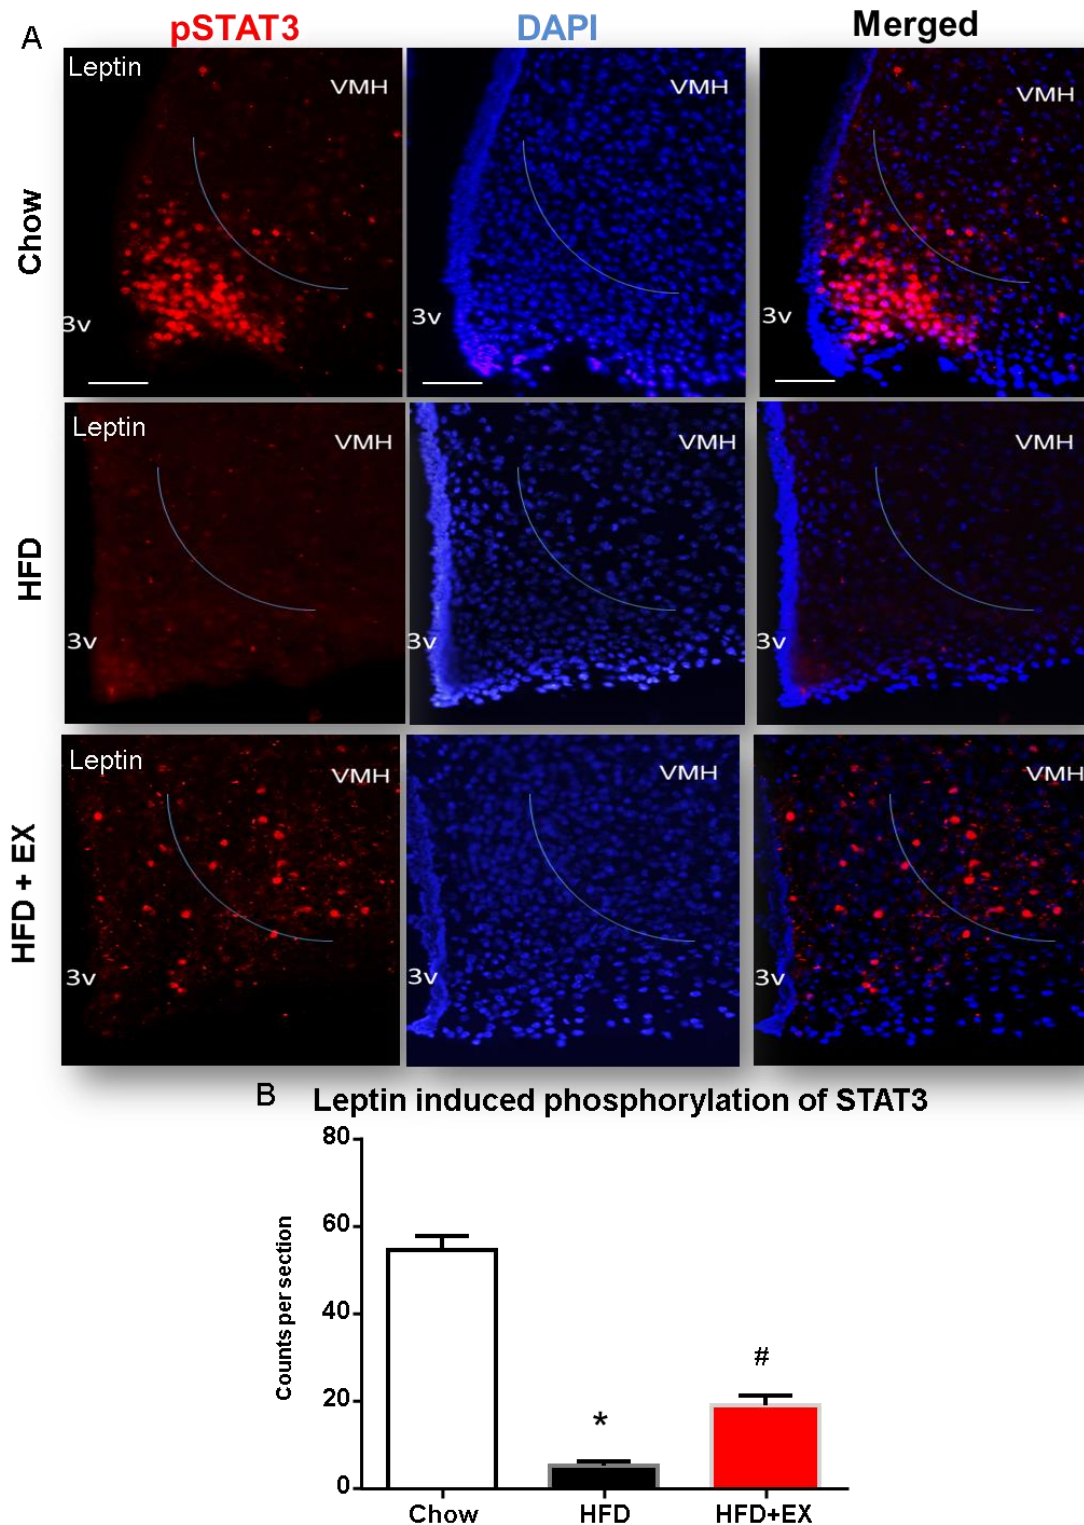 A
pSTAT3 DAPI Merged
Chow
Leptin VMH VMH VMH
3v 3v 3v
HFD
Leptin VMH VMH VMH
3v 3v 3v
HFD + EX
Leptin VMH VMH VMH
3v 3v
B Leptin induced phosphorylation of STAT3
Counts per section
80
60
40
20
0
*
#
Chow HFD HFD+EX